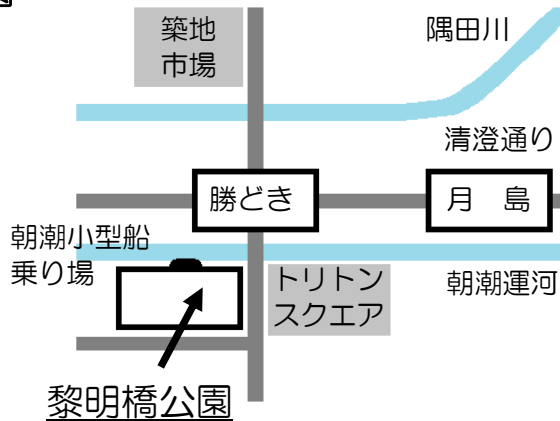 築地
市場
隅田川
清澄通り
勝どき
月　島
朝潮小型船
乗り場
トリトン
スクエア
朝潮運河
黎明橋公園